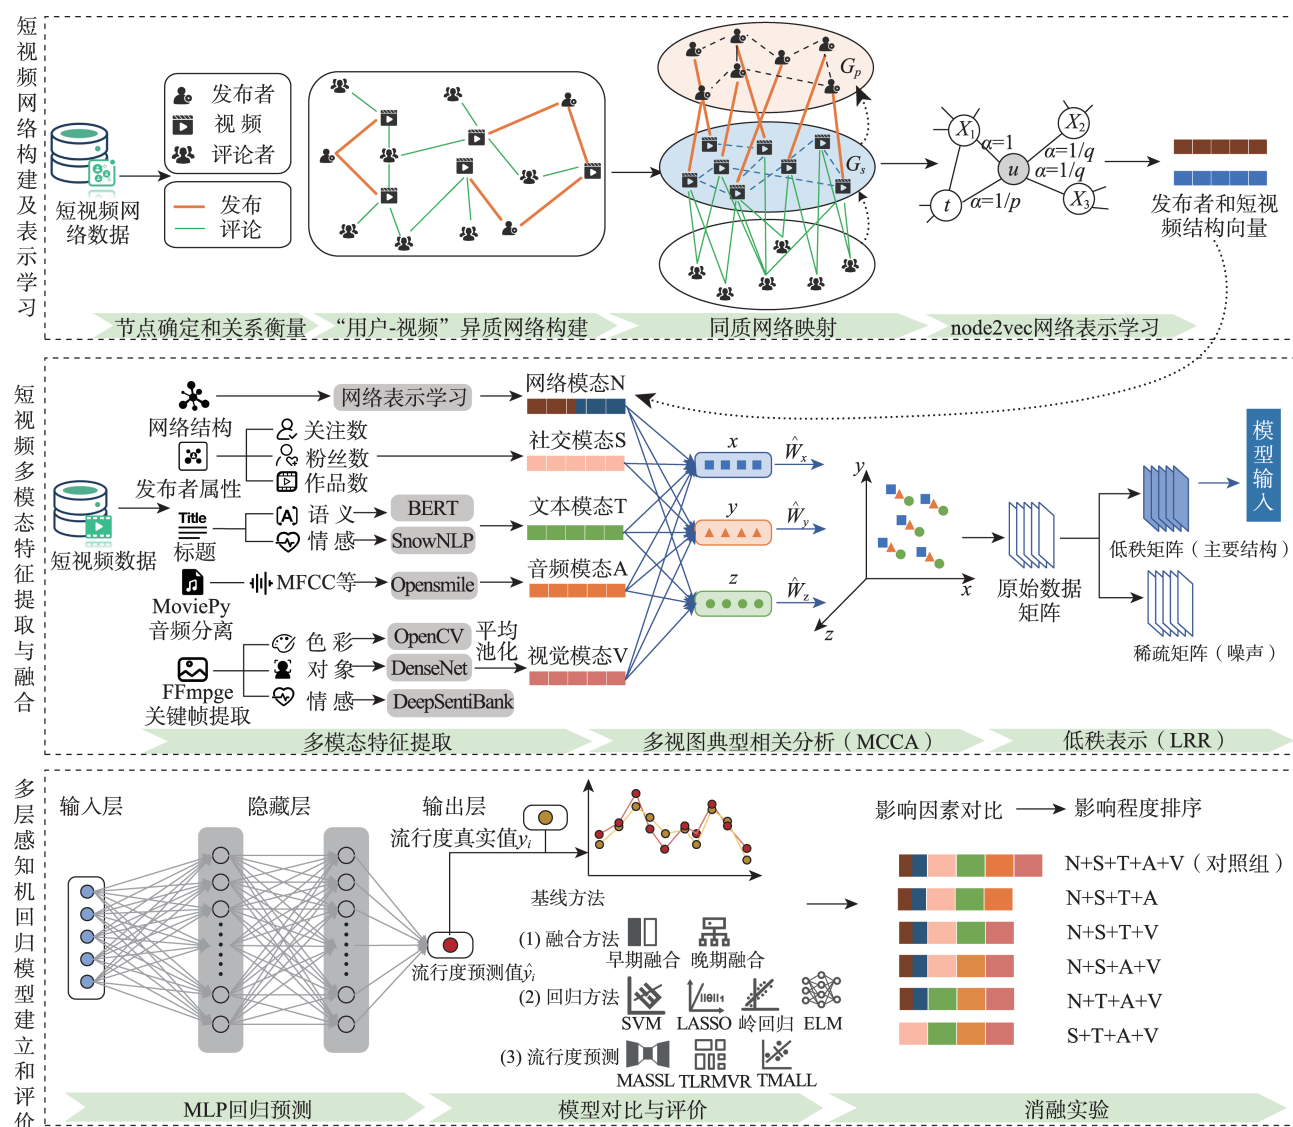 短视频网络构建及表示学习
发布者
视 频
评论者
发布
评论
短视频网
络数据
G_p
G_s
X_1
X_2
X_3
u
t
α=1
α=1/q
α=1/q
α=1/p
发布者和短视
频结构向量
节点确定和关系衡量
“用户-视频”异质网络构建
同质网络映射
node2vec网络表示学习
短视频多模态特征提取与融合
短视频数据
网络结构
网络表示学习
网络模态N
发布者属性
关注数
粉丝数
作品数
社交模态S
Title
标题
语 义
情 感
BERT
SnowNLP
文本模态T
MoviePy
音频分离
MFCC等
Opensmile
音频模态A
FFmpge
关键帧提取
色 彩
对 象
情 感
OpenCV
DenseNet
DeepSentiBank
平均
池化
视觉模态V
x
y
z
Ŵ_x
Ŵ_y
Ŵ_z
y
x
z
原始数据
矩阵
低秩矩阵（主要结构）
稀疏矩阵（噪声）
模型输入
多模态特征提取
多视图典型相关分析（MCCA）
低秩表示（LRR）
多层感知机回归模型建立和评价
输入层
隐藏层
输出层
流行度真实值y_i
流行度预测值ŷ_i
基线方法
(1) 融合方法
早期融合
晚期融合
(2) 回归方法
SVM
LASSO
岭回归
ELM
(3) 流行度预测
MASSL
TLRMVR
TMALL
影响因素对比
影响程度排序
N+S+T+A+V（对照组）
N+S+T+A
N+S+T+V
N+S+A+V
N+T+A+V
S+T+A+V
MLP回归预测
模型对比与评价
消融实验